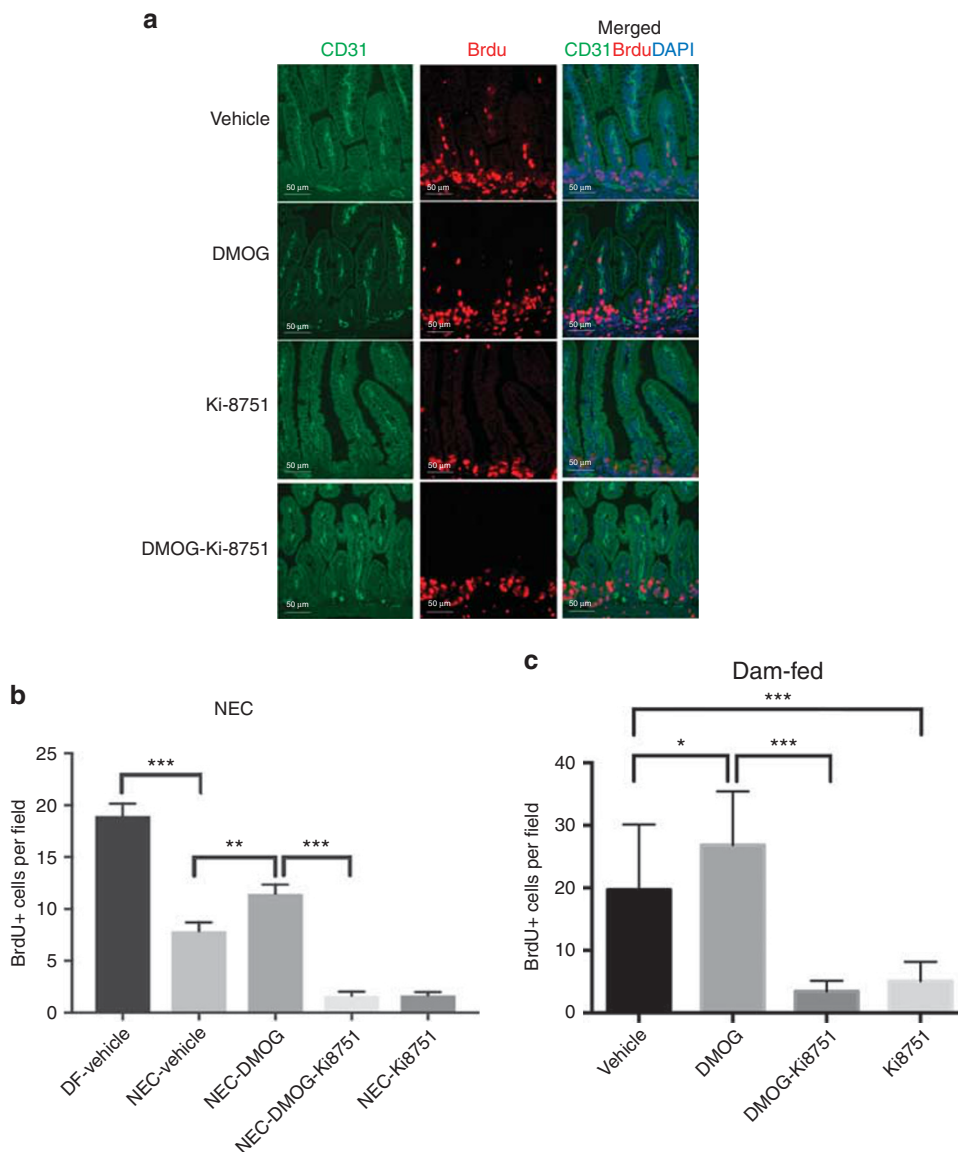 a
Merged
CD31 Brdu CD31BrduDAPI
Vehicle
50 µm 50 µm 50 µm
DMOG
50 µm 50 µm 50 µm
Ki-8751
50 µm 50 µm 50 µm
DMOG-Ki-8751
50 µm 50 µm 50 µm
b
NEC
BrdU+ cells per field
25
20
15
10
5
0
***
** ***
DF-vehicle
NEC-vehicle
NEC-DMOG
NEC-DMOG-Ki8751
NEC-Ki8751
c
Dam-fed
BrdU+ cells per field
40
30
20
10
0
***
* ***
Vehicle
DMOG
DMOG-Ki8751
Ki8751